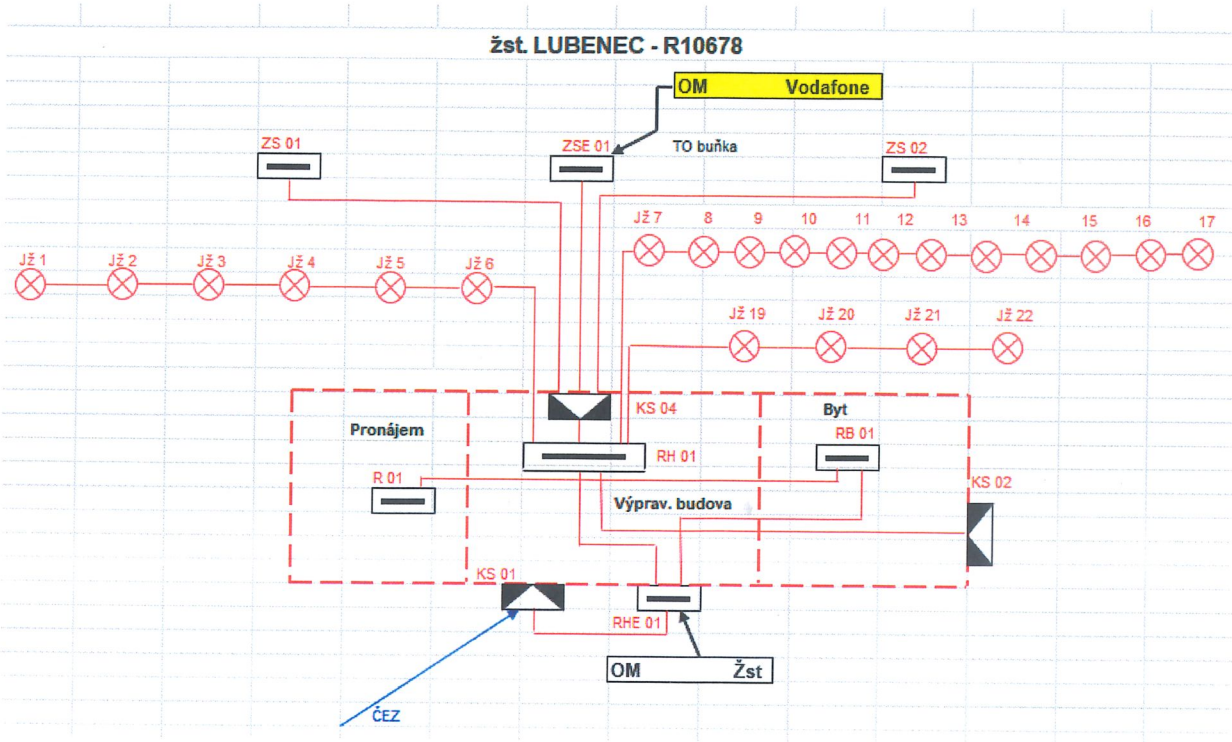 žst. LUBENEC - R10678
OM Vodafone
ZS 01
ZSE 01
TO buňka
ZS 02
Jž 7 8 9 10 11 12 13 14 15 16 17
Jž 1 Jž 2 Jž 3 Jž 4 Jž 5 Jž 6
Jž 19 Jž 20 Jž 21 Jž 22
KS 04
Byt
Pronájem
RB 01
RH 01
R 01
KS 02
Výprav. budova
KS 01
RHE 01
OM Žst
ČEZ